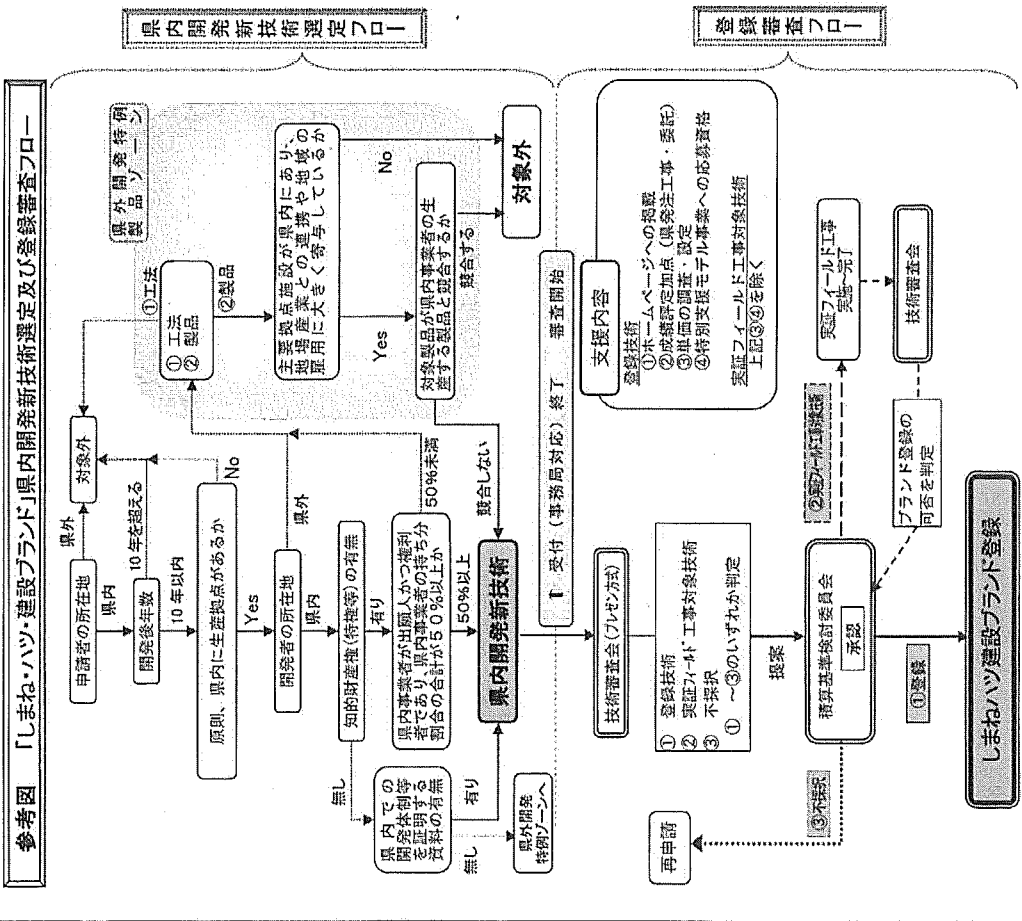 参考図 「しまね・ハツ・建設ブランド」県内開発新技術選定及び登録審査フロー
県内開発新技術選定フロー
申請者の所在地
県外
対象外
県内
開発後年数
10年を超える
10年以内
原則、県内に生産拠点があるか
No
Yes
開発者の所在地
県外
県内
知的財産権(特権等)の有無
無し
有り
県内事業者が出願人かつ権利
者であり、県内事業者の持ち分
割合の合計が50%以上か
50%未満
50%以上
県内での
開発体制等
を証明する
資料の有無
有り
無し
県外開発
特例ゾーンへ
県内開発新技術
県外開発特例
製品ゾーン
① 工法
② 製品
①工法
②製品
主要拠点施設が県内にあり、
地場産業との連携や地域の
雇用に大きく寄与しているか
No
Yes
対象製品が県内事業者の生
産する製品と競合するか
競合する
競合しない
対象外
受付(事務局対応)終了 審査開始
登録審査フロー
技術審査会(プレゼン方式)
① 登録技術
② 実証フィールド工事対象技術
③ 不採択
①~③のいずれか判定
提案
積算基準検討委員会
承認
③不採択
再申請
①登録
しまねハツ建設ブランド登録
②実証フィールド工事対象技術
実証フィールド工事
実施~完了
技術審査会
ブランド登録の
可否を判定
支援内容
登録技術
①ホームページへの掲載
②成績評定加点(県発注工事・委託)
③単価の調査・設定
④特別支援モデル事業への応募資格
実証フィールド工事対象技術
上記③④を除く